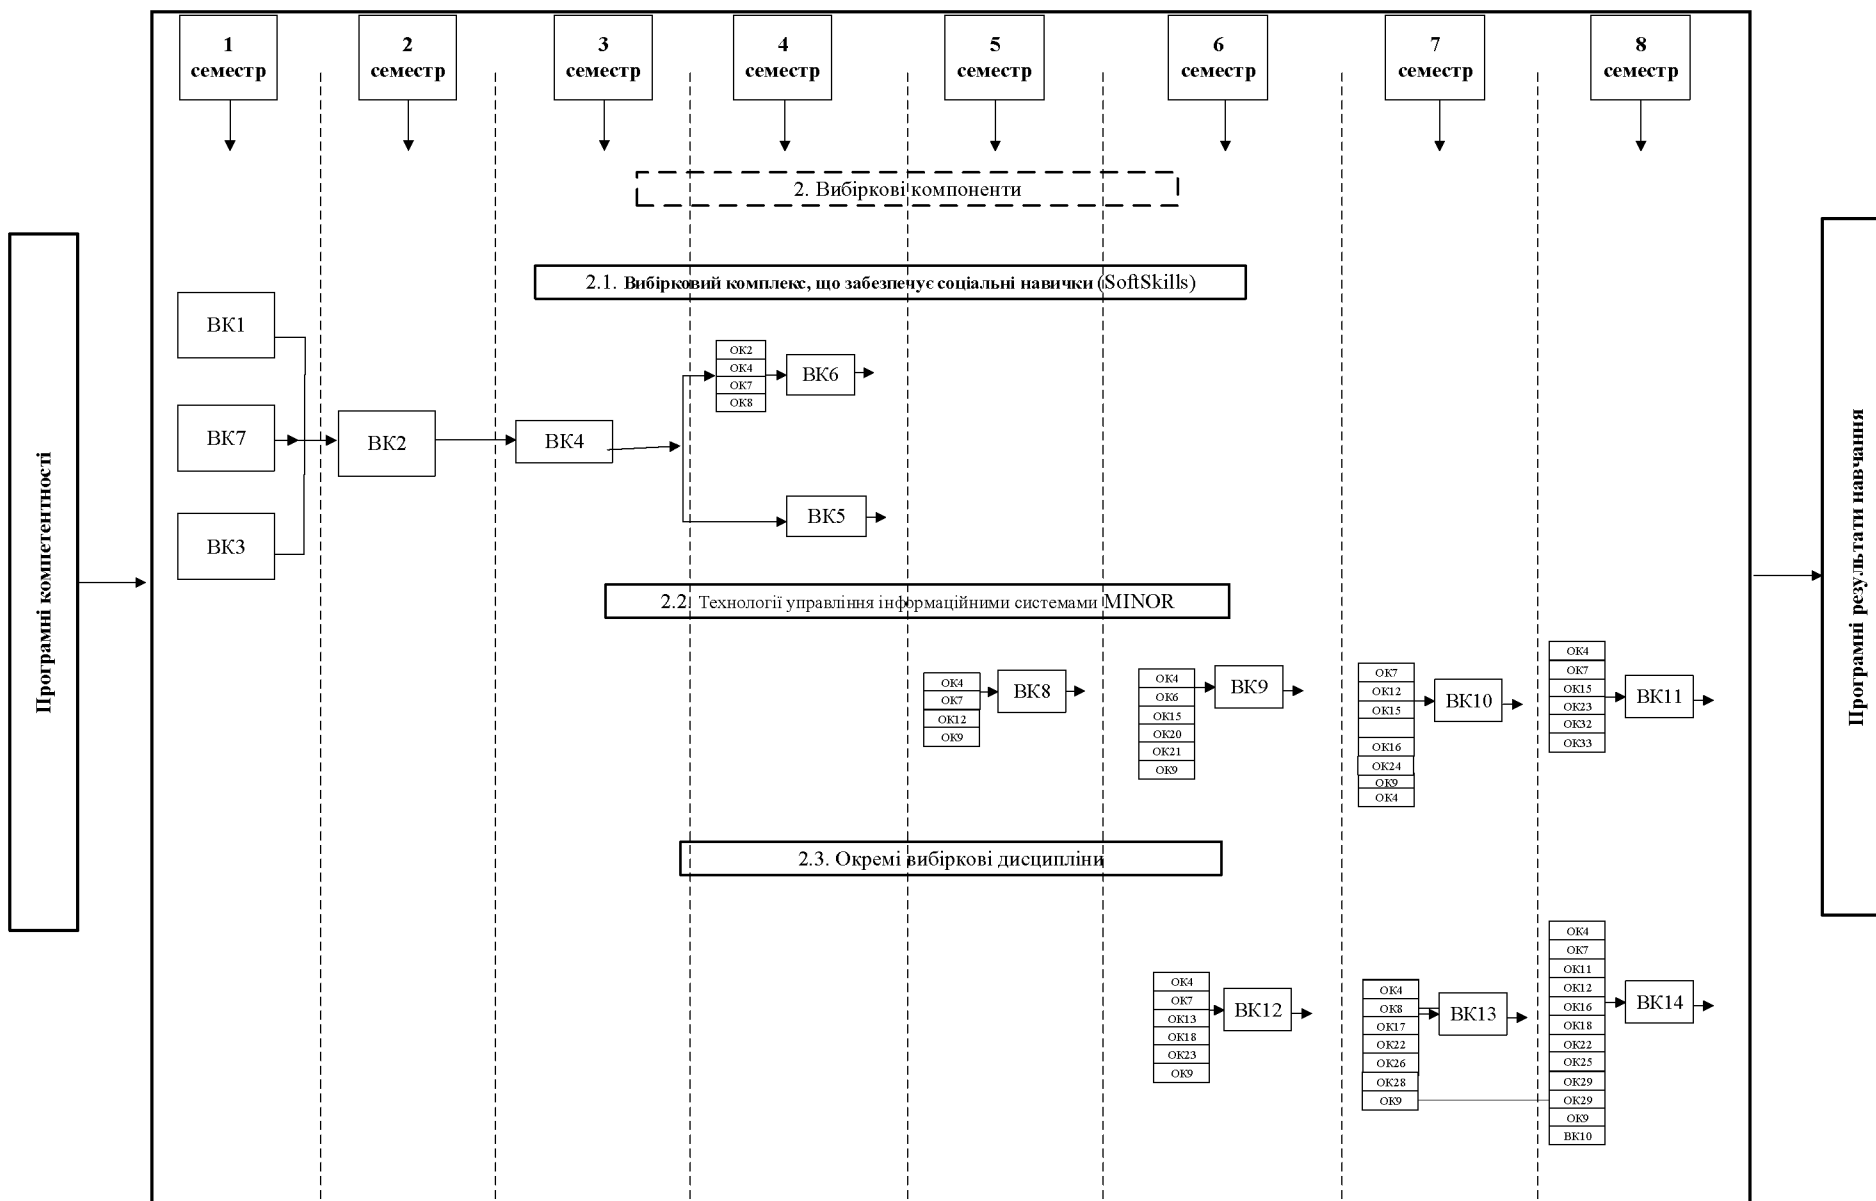 1
семестр
2
семестр
3
семестр
4
семестр
5
семестр
6
семестр
7
семестр
8
семестр
2. Вибіркові компоненти
Програмні компетентності
Програмні результати навчання
2.1. Вибірковий комплекс, що забезпечує соціальні навички (SoftSkills)
ВК1
ВК7
ВК3
ВК2
ВК4
ОК2
ОК4
ОК7
ОК8
ВК6
ВК5
2.2. Технології управління інформаційними системами MINOR
ОК4
ОК7
ОК12
ОК9
ВК8
ОК4
ОК6
ОК15
ОК20
ОК21
ОК9
ВК9
ОК7
ОК12
ОК15
ОК16
ОК24
ОК9
ОК4
ВК10
ОК4
ОК7
ОК15
ОК23
ОК32
ОК33
ВК11
2.3. Окремі вибіркові дисципліни
ОК4
ОК7
ОК13
ОК18
ОК23
ОК9
ВК12
ОК4
ОК8
ОК17
ОК22
ОК26
ОК28
ОК9
ВК13
ОК4
ОК7
ОК11
ОК12
ОК16
ОК18
ОК22
ОК25
ОК29
ОК29
ОК9
ВК10
ВК14